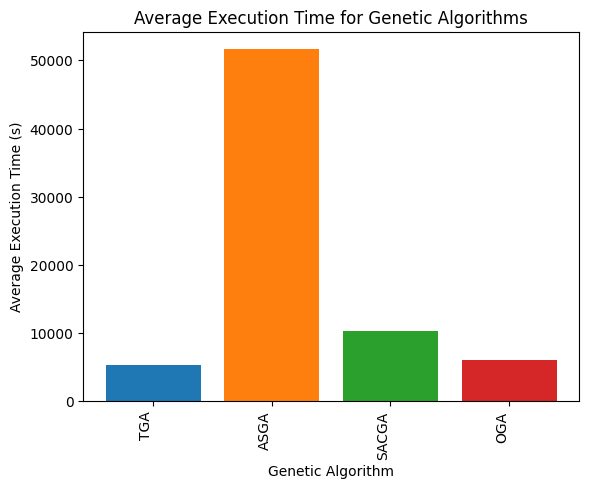 Average Execution Time for Genetic Algorithms
Average Execution Time (s)
50000
40000
30000
20000
10000
0
TGA
ASGA
SACGA
OGA
Genetic Algorithm